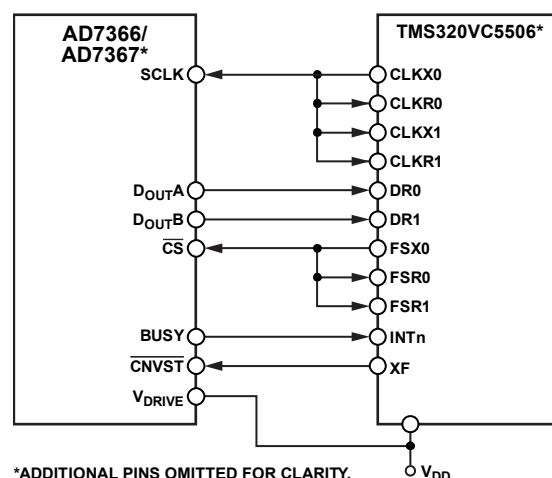 AD7366/
AD7367*
TMS320VC5506*
SCLK
CLKX0
CLKR0
CLKX1
CLKR1
DOUTA
DR0
DOUTB
DR1
CS
FSX0
FSR0
FSR1
BUSY
INTn
CNVST
XF
VDRIVE
*ADDITIONAL PINS OMITTED FOR CLARITY.
VDD